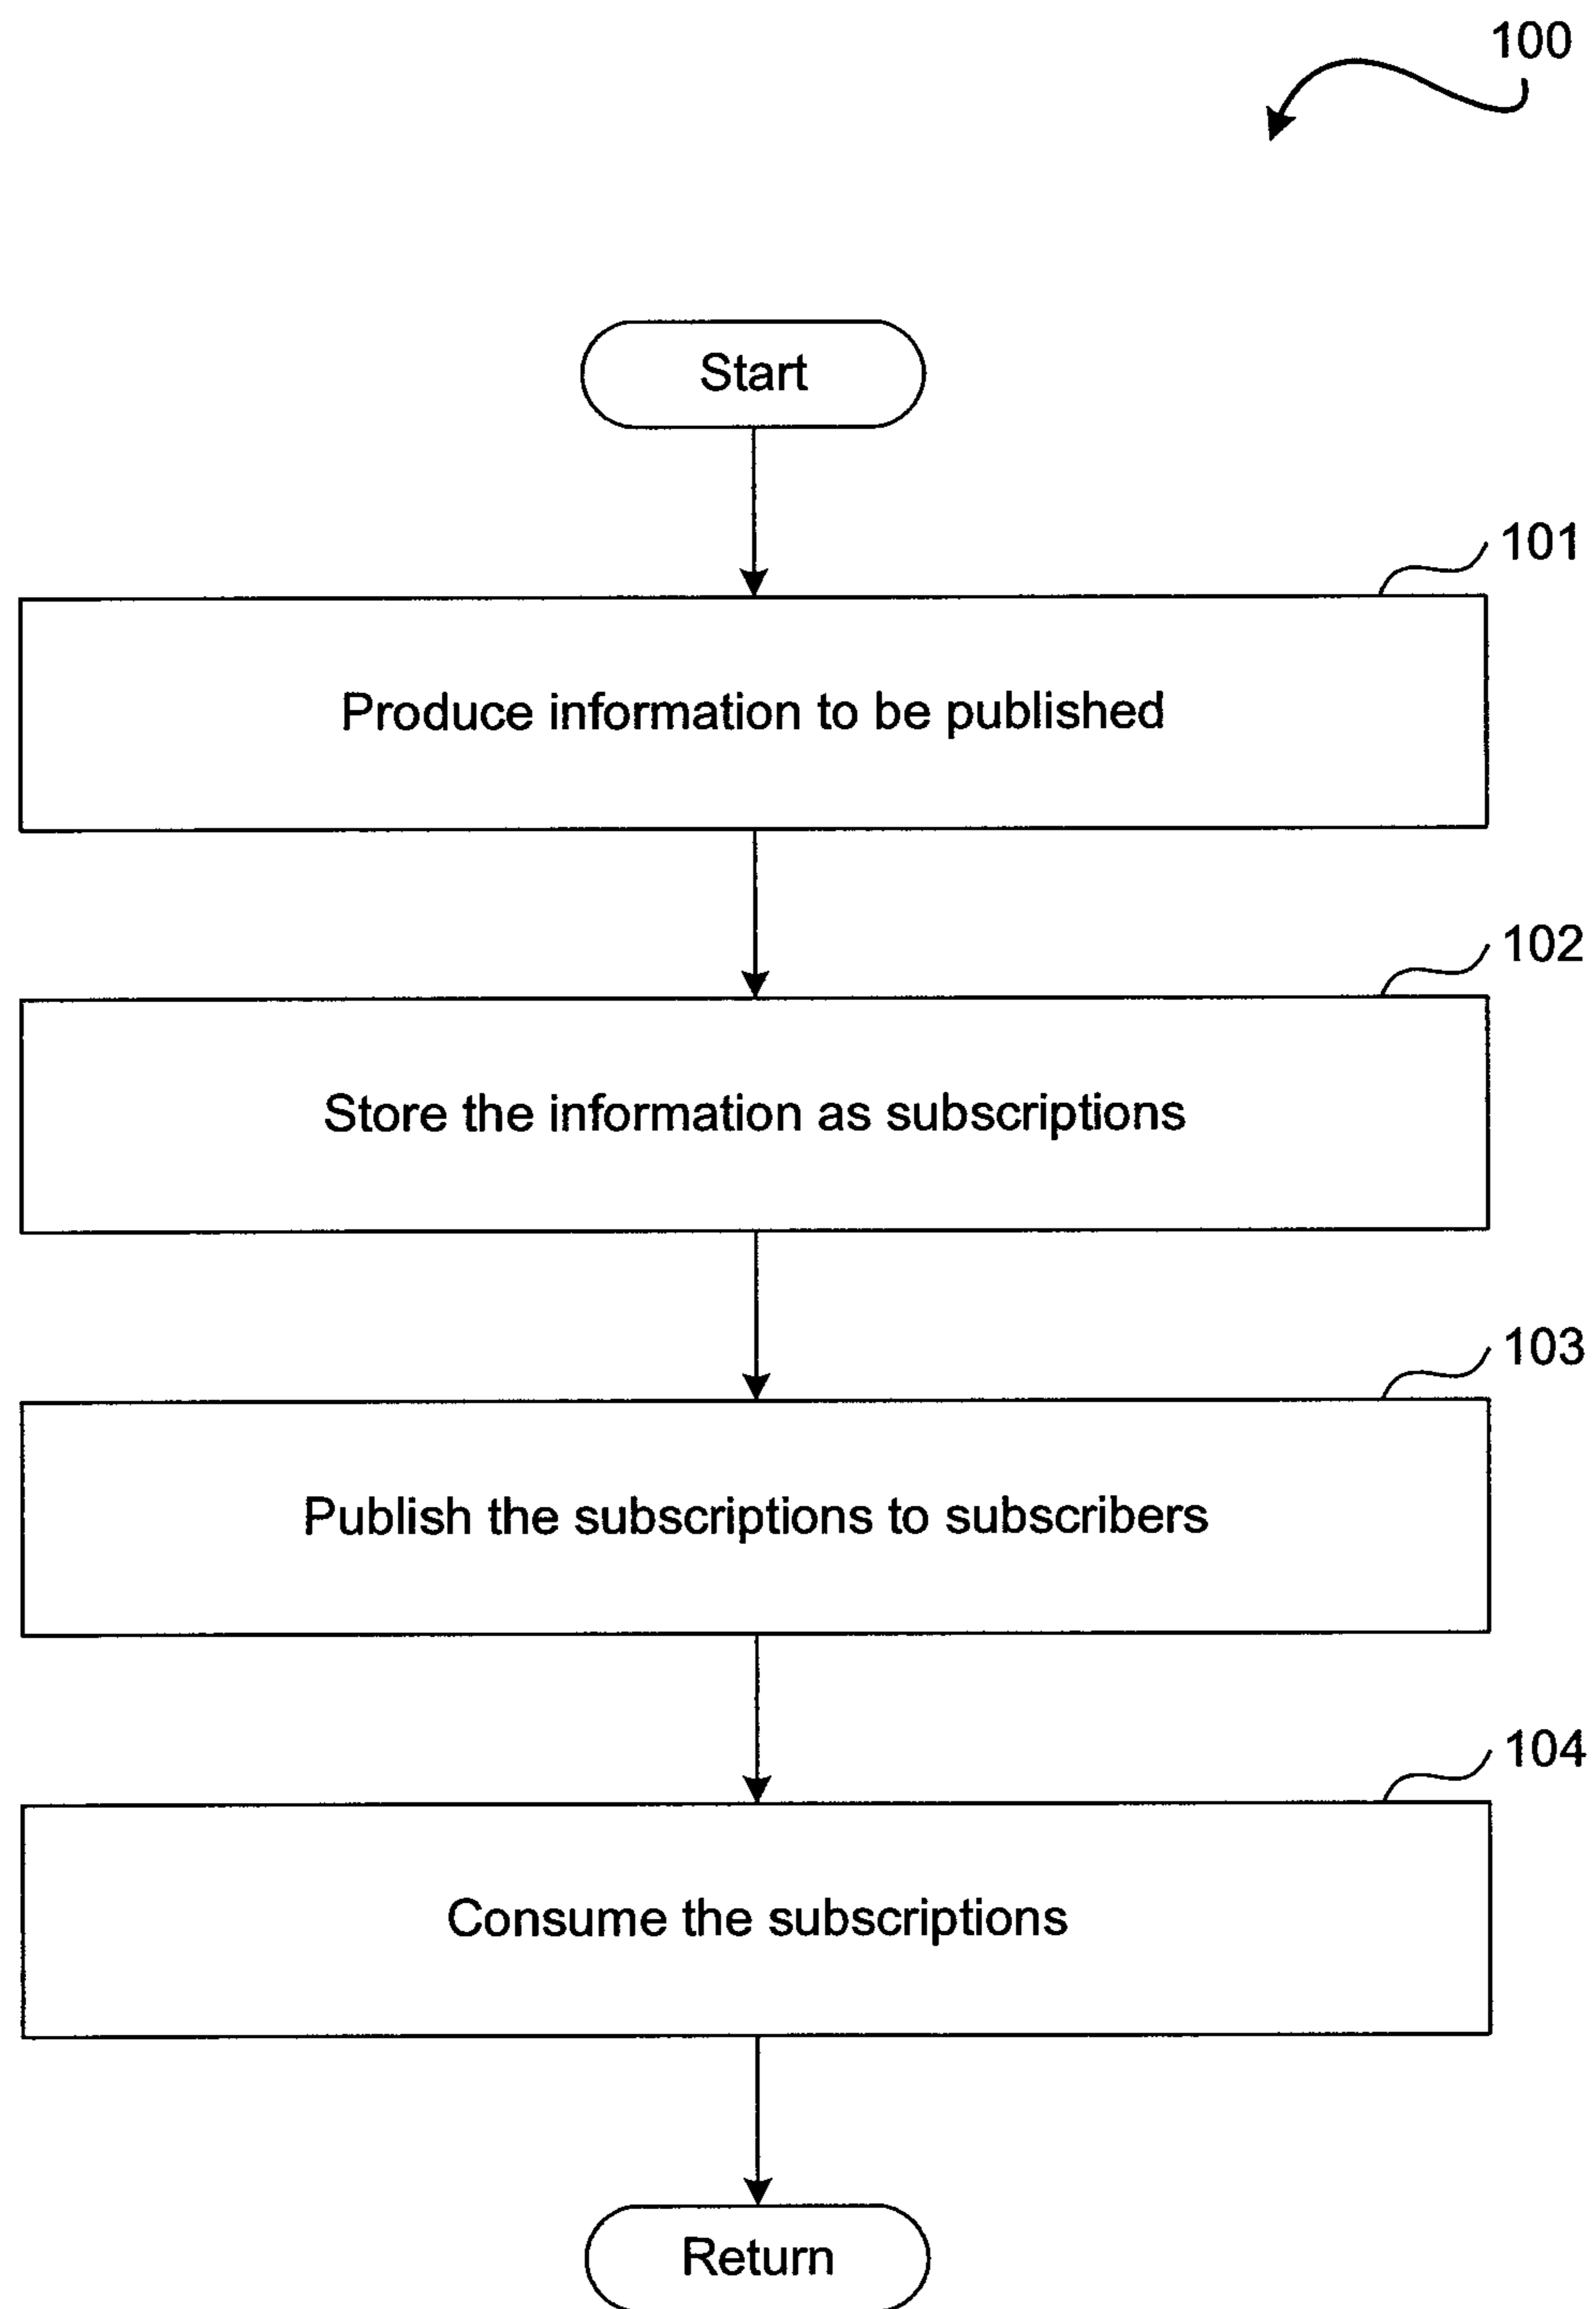 100
Start
101
Produce information to be published
102
Store the information as subscriptions
103
Publish the subscriptions to subscribers
104
Consume the subscriptions
Return